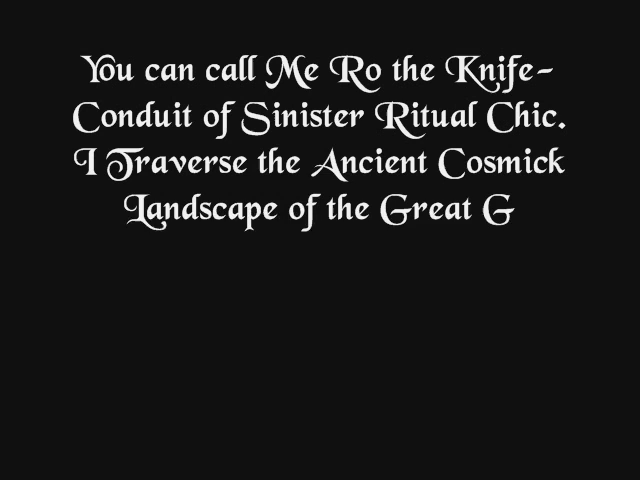 You can call Me Ro the Knife-
Conduit of Sinister Ritual Chic.
I Traverse the Ancient Cosmick
Landscape of the Great G